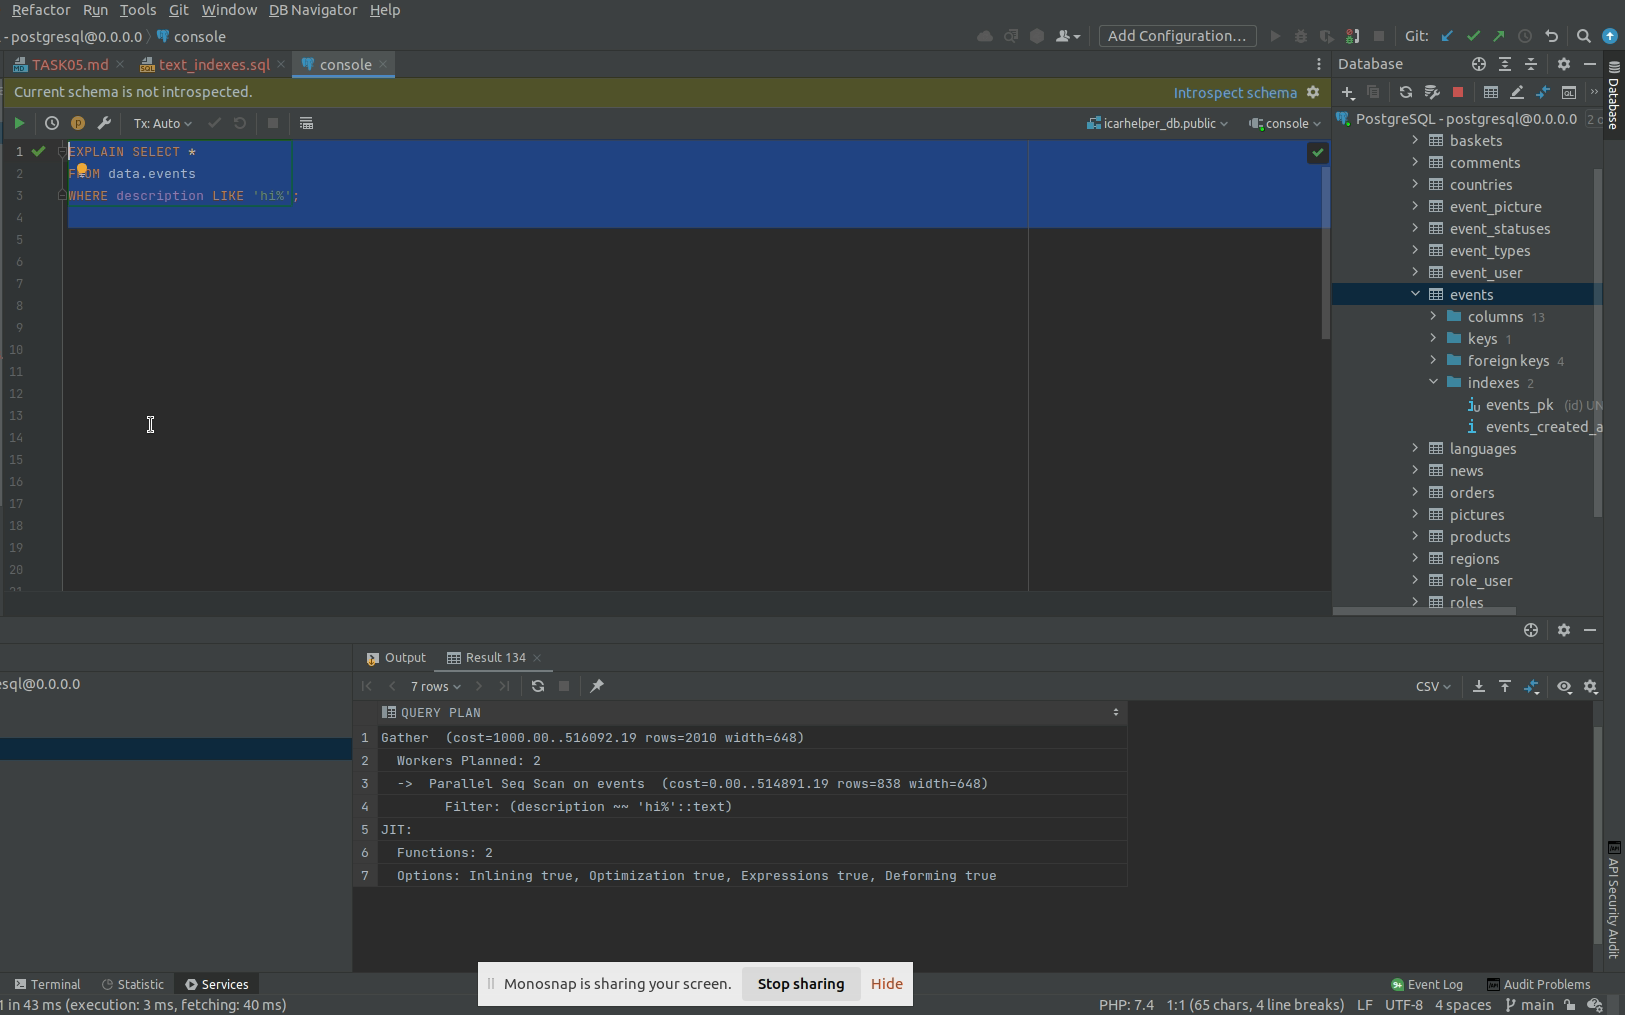 Refactor Run Tools Git Window DB Navigator Help
- postgresql@0.0.0.0 console
Add Configuration... Git:
TASK05.md text_indexes.sql console Database
Current schema is not introspected. Introspect schema
Tx: Auto icarhelper_db.public console
PostgreSQL - postgresql@0.0.0.0 2
Database
1 EXPLAIN SELECT *
2 FROM data.events
3 WHERE description LIKE 'hi%';
4
5
6
7
8
9
10
11
12
13
14
15
16
17
18
19
20
21
baskets
comments
countries
event_picture
event_statuses
event_types
event_user
events
columns 13
keys 1
foreign keys 4
indexes 2
events_pk (id) UN
events_created_a
languages
news
orders
pictures
products
regions
role_user
roles
Output Result 134
esql@0.0.0.0
7 rows CSV
QUERY PLAN
1 Gather (cost=1000.00..516092.19 rows=2010 width=648)
2 Workers Planned: 2
3 -> Parallel Seq Scan on events (cost=0.00..514891.19 rows=838 width=648)
4 Filter: (description ~~ 'hi%'::text)
5 JIT:
6 Functions: 2
7 Options: Inlining true, Optimization true, Expressions true, Deforming true
API Security Audit
Monosnap is sharing your screen. Stop sharing Hide
Terminal Statistic Services Event Log Audit Problems
1 in 43 ms (execution: 3 ms, fetching: 40 ms) PHP: 7.4 1:1 (65 chars, 4 line breaks) LF UTF-8 4 spaces main